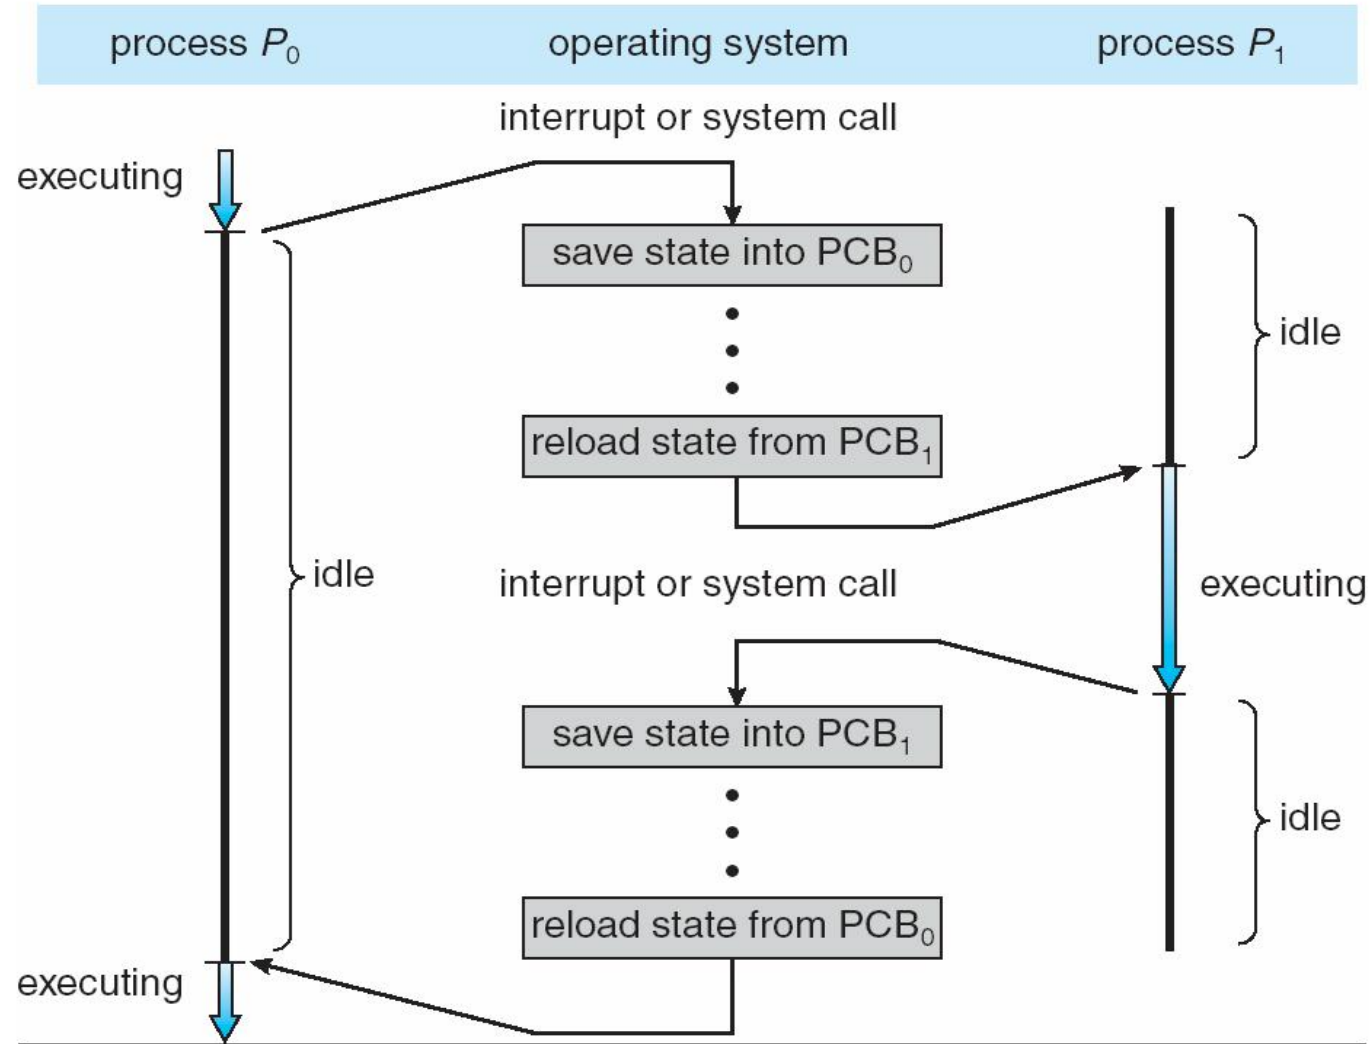 process P₀ operating system process P₁
interrupt or system call
executing
save state into PCB₀
idle
reload state from PCB₁
idle
interrupt or system call
executing
save state into PCB₁
idle
reload state from PCB₀
executing